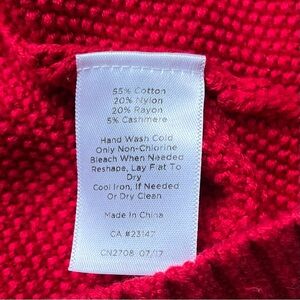 55% Cotton
20% Nylon
20% Rayon
5% Cashmere
Hand Wash Cold
Only Non-Chlorine
Bleach When Needed
Reshape, Lay Flat To
Dry
Cool Iron, If Needed
Or Dry Clean
Made In China
CA #23147
CN2708 07/17